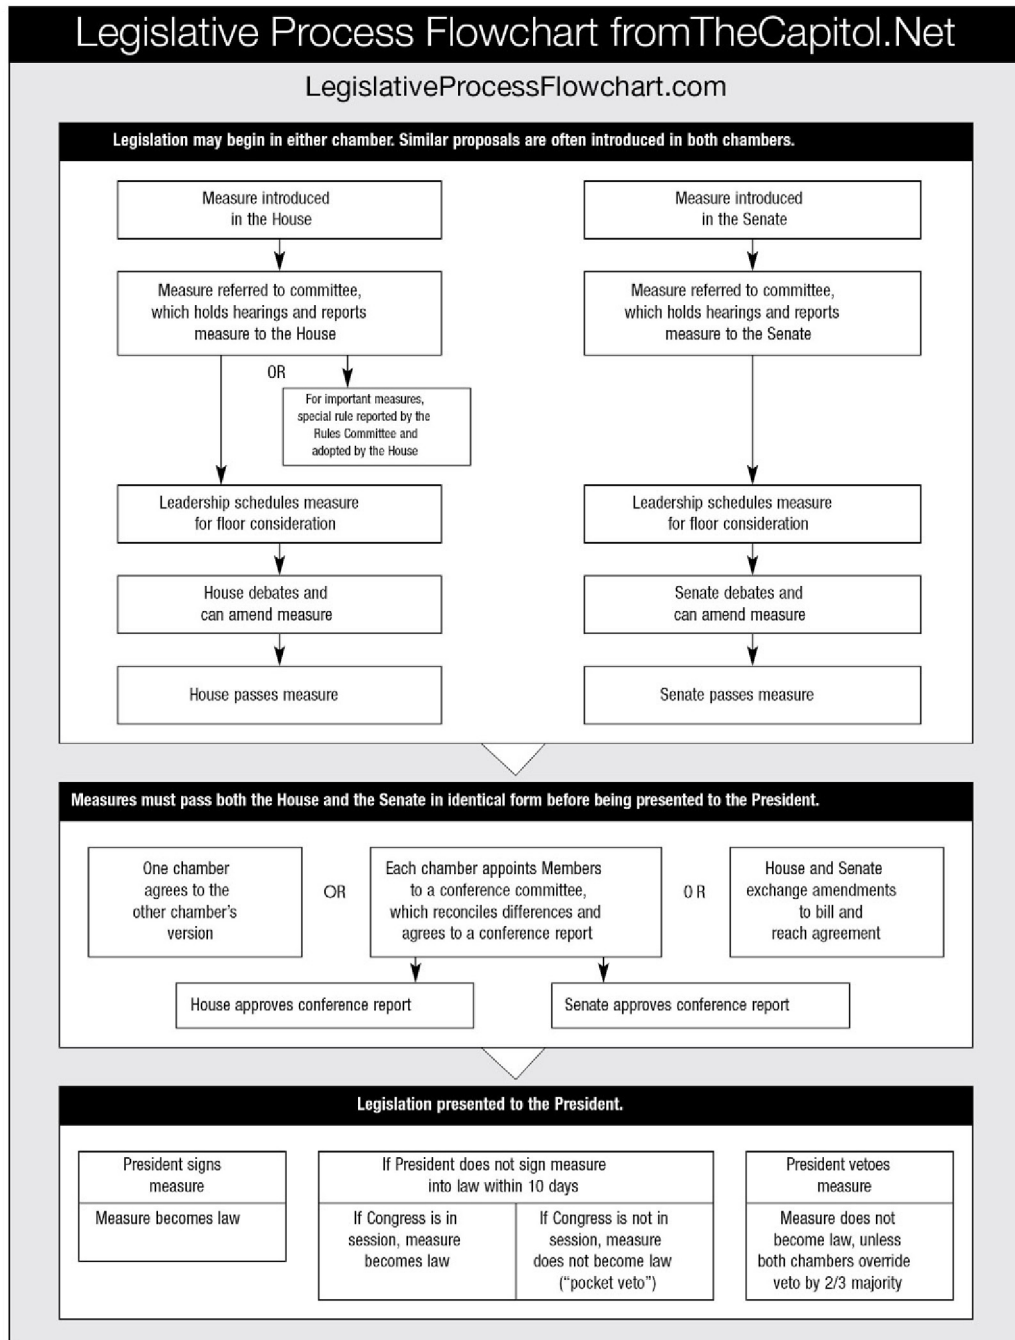 Legislative Process Flowchart fromTheCapitol.Net
LegislativeProcessFlowchart.com
Legislation may begin in either chamber. Similar proposals are often introduced in both chambers.
Measure introduced
in the House
Measure referred to committee,
which holds hearings and reports
measure to the House
OR
For important measures,
special rule reported by the
Rules Committee and
adopted by the House
Leadership schedules measure
for floor consideration
House debates and
can amend measure
House passes measure
Measure introduced
in the Senate
Measure referred to committee,
which holds hearings and reports
measure to the Senate
Leadership schedules measure
for floor consideration
Senate debates and
can amend measure
Senate passes measure
Measures must pass both the House and the Senate in identical form before being presented to the President.
One chamber
agrees to the
other chamber's
version
OR
Each chamber appoints Members
to a conference committee,
which reconciles differences and
agrees to a conference report
OR
House and Senate
exchange amendments
to bill and
reach agreement
House approves conference report
Senate approves conference report
Legislation presented to the President.
President signs
measure
Measure becomes law
If President does not sign measure
into law within 10 days
If Congress is in
session, measure
becomes law
If Congress is not in
session, measure
does not become law
("pocket veto")
President vetoes
measure
Measure does not
become law, unless
both chambers override
veto by 2/3 majority